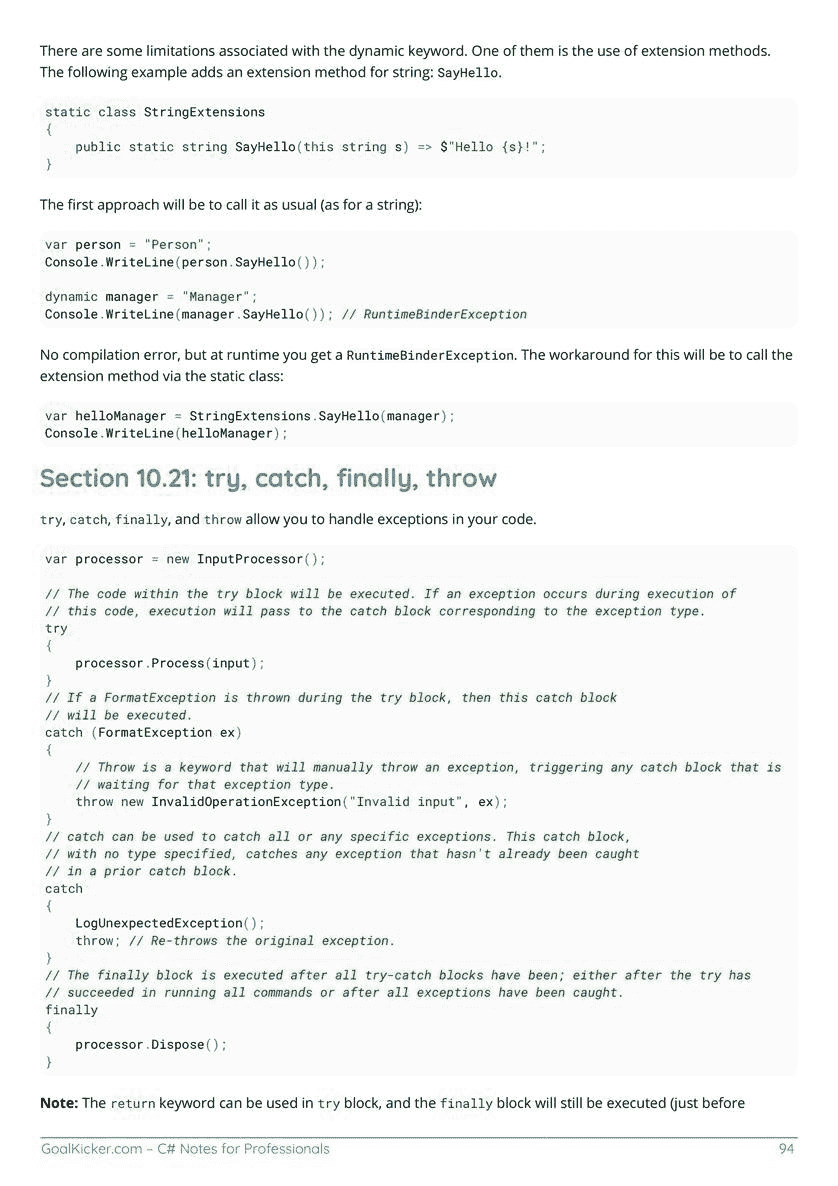 There are some limitations associated with the dynamic keyword. One of them is the use of extension methods.
The following example adds an extension method for string: SayHello.
static class StringExtensions
{
    public static string SayHello(this string s) => $"Hello {s}!";
}
The first approach will be to call it as usual (as for a string):
var person = "Person";
Console.WriteLine(person.SayHello());
dynamic manager = "Manager";
Console.WriteLine(manager.SayHello()); // RuntimeBinderException
No compilation error, but at runtime you get a RuntimeBinderException. The workaround for this will be to call the
extension method via the static class:
var helloManager = StringExtensions.SayHello(manager);
Console.WriteLine(helloManager);
Section 10.21: try, catch, finally, throw
try, catch, finally, and throw allow you to handle exceptions in your code.
var processor = new InputProcessor();
// The code within the try block will be executed. If an exception occurs during execution of
// this code, execution will pass to the catch block corresponding to the exception type.
try
{
    processor.Process(input);
}
// If a FormatException is thrown during the try block, then this catch block
// will be executed.
catch (FormatException ex)
{
    // Throw is a keyword that will manually throw an exception, triggering any catch block that is
    // waiting for that exception type.
    throw new InvalidOperationException("Invalid input", ex);
}
// catch can be used to catch all or any specific exceptions. This catch block,
// with no type specified, catches any exception that hasn't already been caught
// in a prior catch block.
catch
{
    LogUnexpectedException();
    throw; // Re-throws the original exception.
}
// The finally block is executed after all try-catch blocks have been; either after the try has
// succeeded in running all commands or after all exceptions have been caught.
finally
{
    processor.Dispose();
}
Note: The return keyword can be used in try block, and the finally block will still be executed (just before
GoalKicker.com – C# Notes for Professionals 94